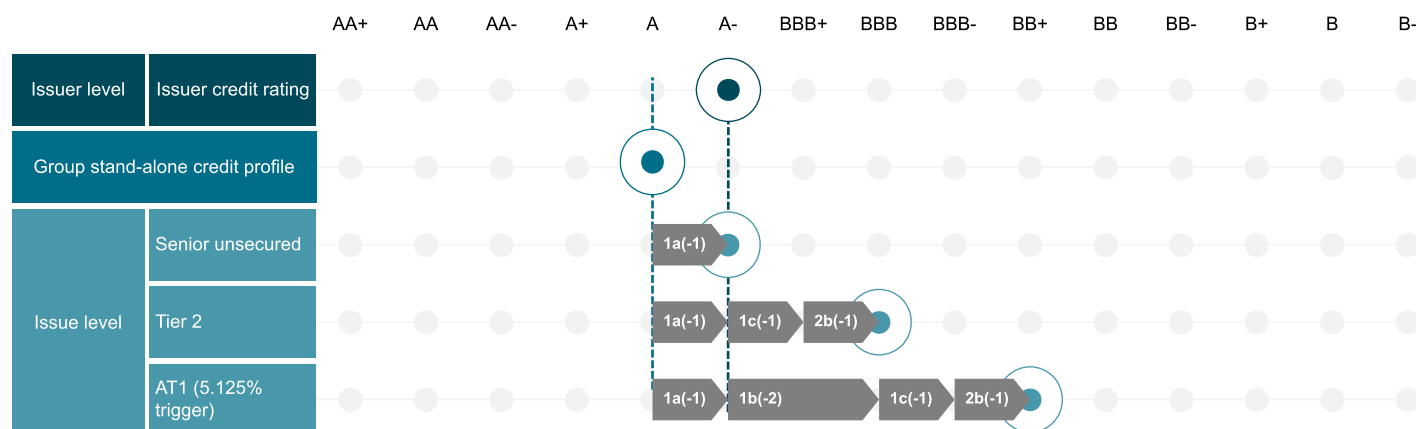 AA+ AA AA- A+ A A- BBB+ BBB BBB- BB+ BB BB- B+ B B-
Issuer level Issuer credit rating
Group stand-alone credit profile
Senior unsecured 1a(-1)
Issue level Tier 2 1a(-1) 1c(-1) 2b(-1)
AT1 (5.125%
trigger) 1a(-1) 1b(-2) 1c(-1) 2b(-1)